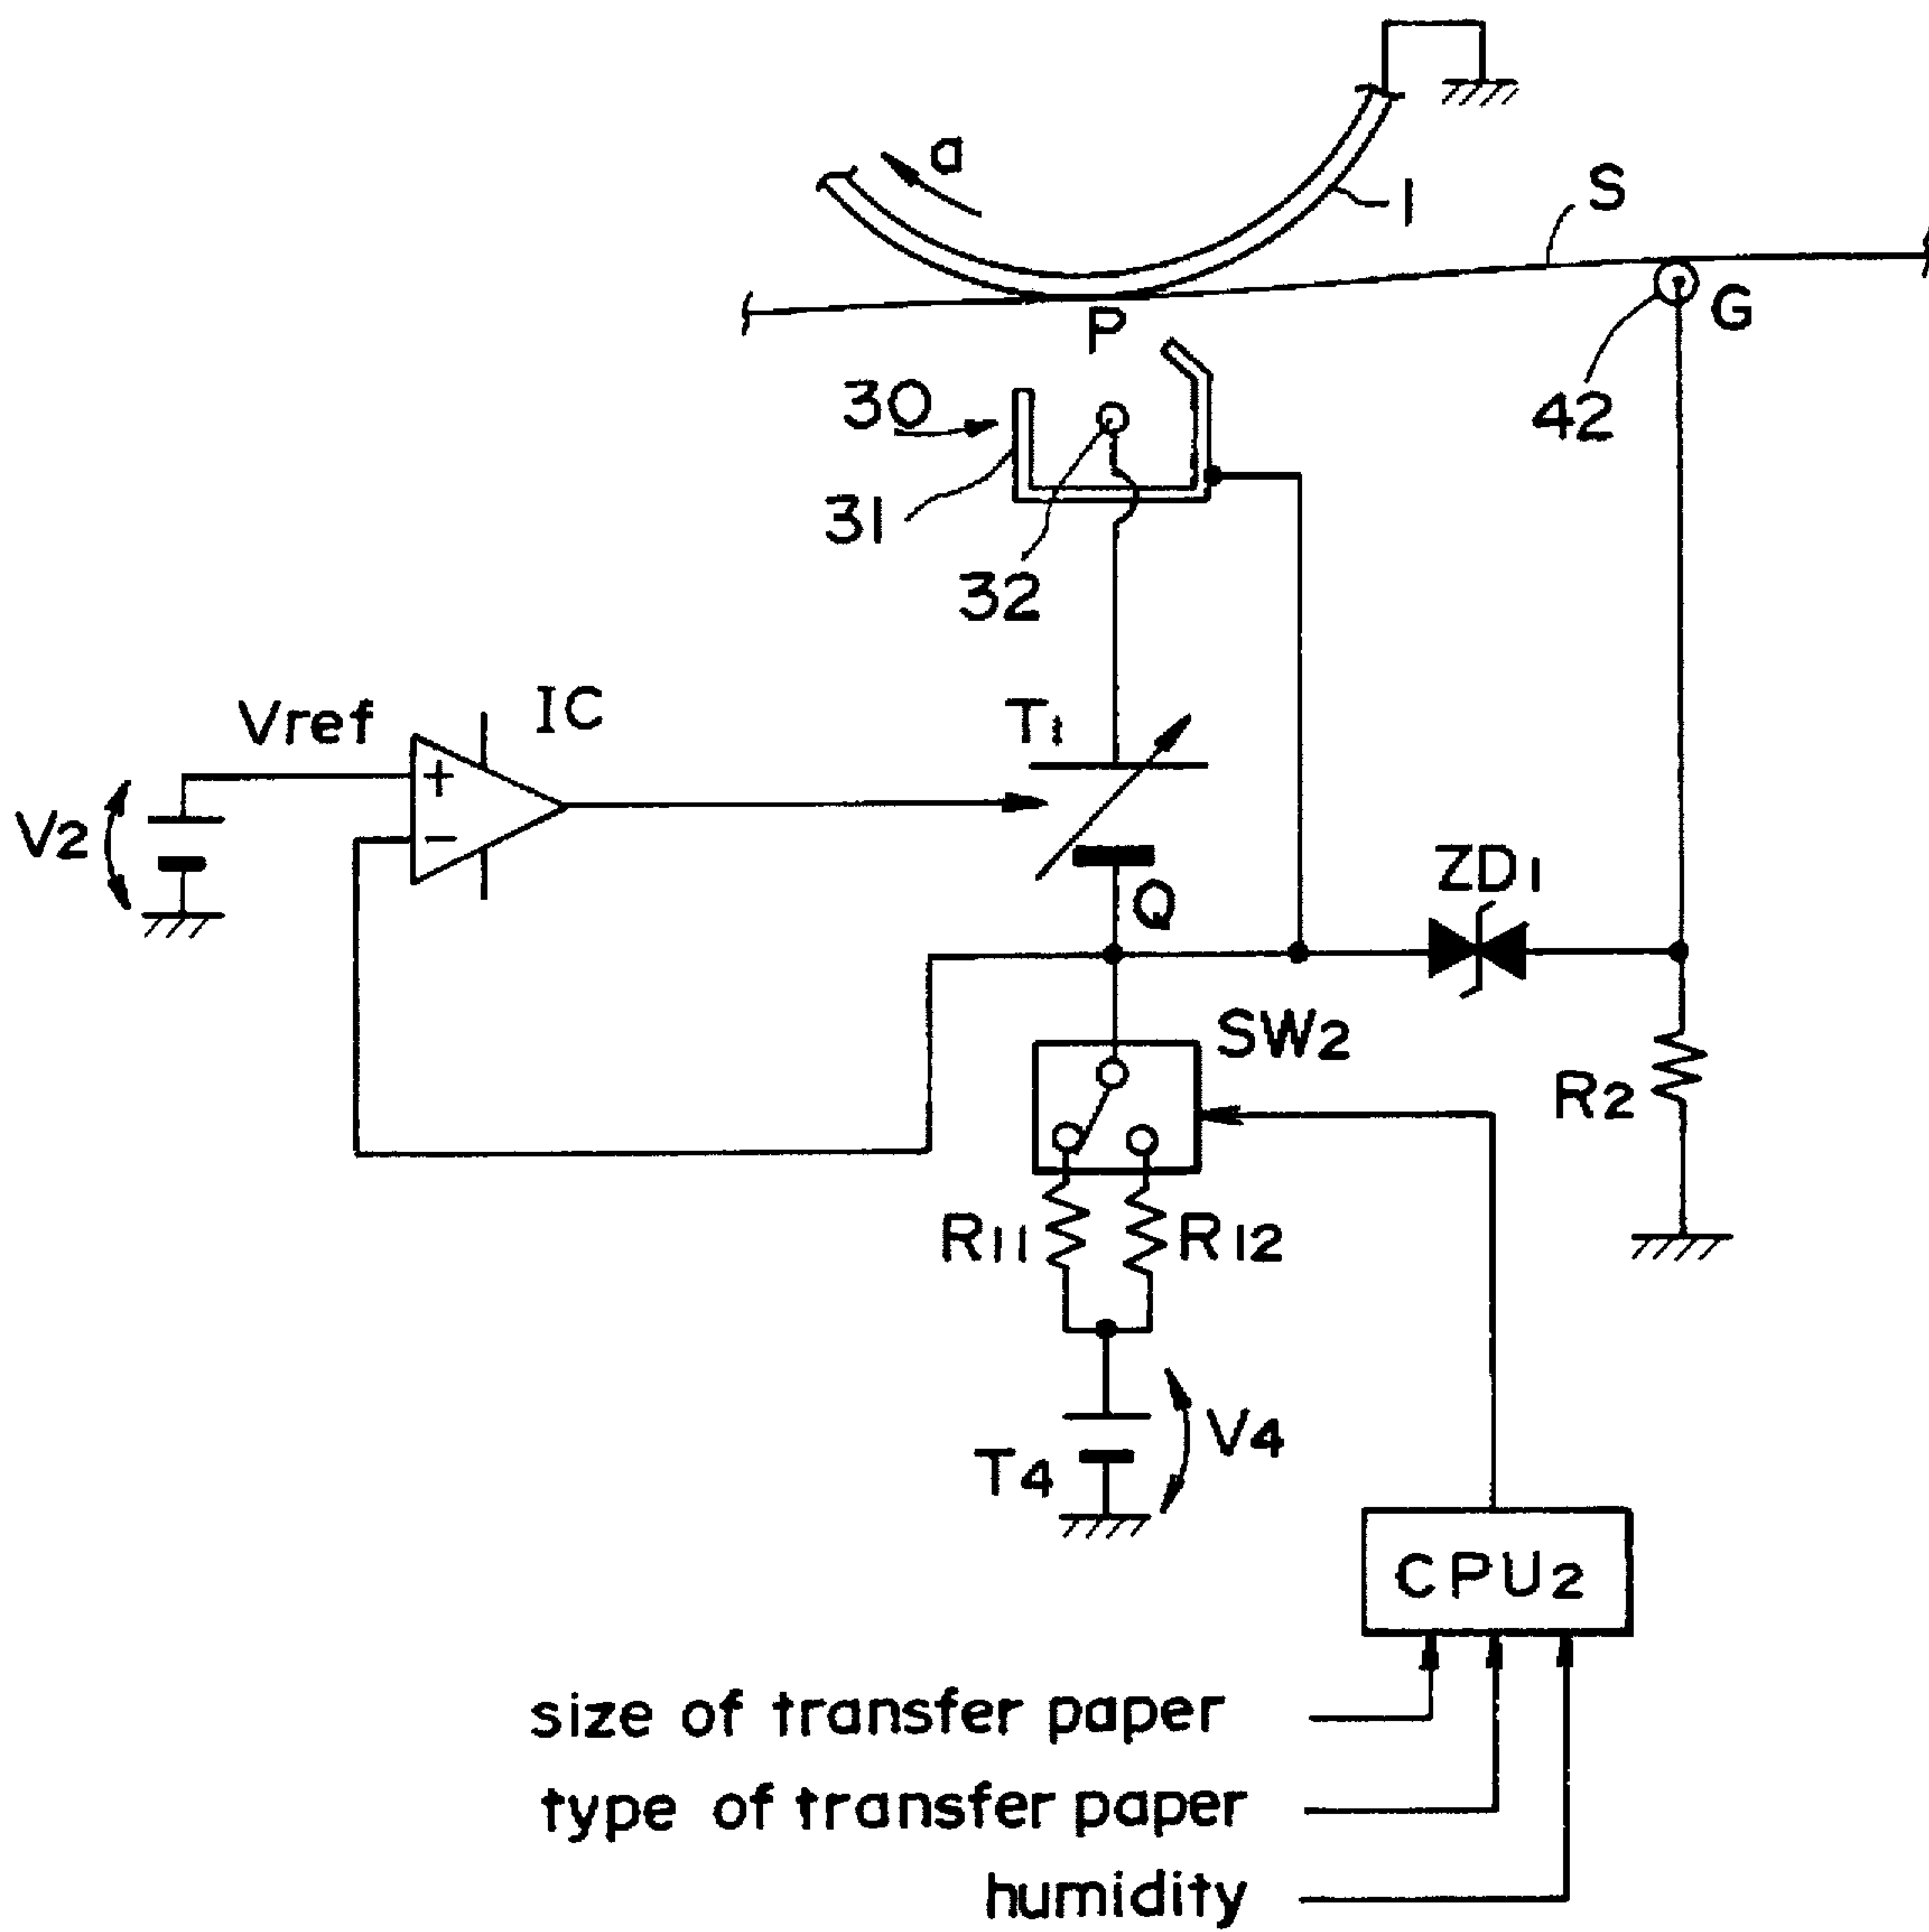 a
1
S
P
G
30
42
31
32
Vref
IC
T1
+
V2
−
ZD1
Q
SW2
R2
R11
R12
V4
T4
CPU2
size of transfer paper
type of transfer paper
humidity